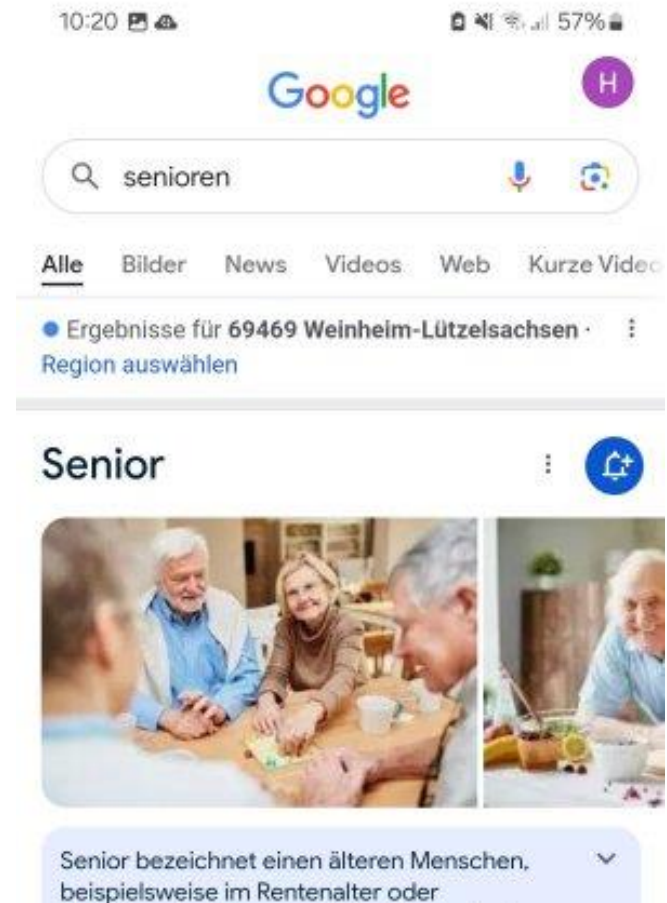 10:20 57%
Google H
senioren
Alle Bilder News Videos Web Kurze Video
Ergebnisse für 69469 Weinheim-Lützelsachsen ·
Region auswählen
Senior
Senior bezeichnet einen älteren Menschen,
beispielsweise im Rentenalter oder